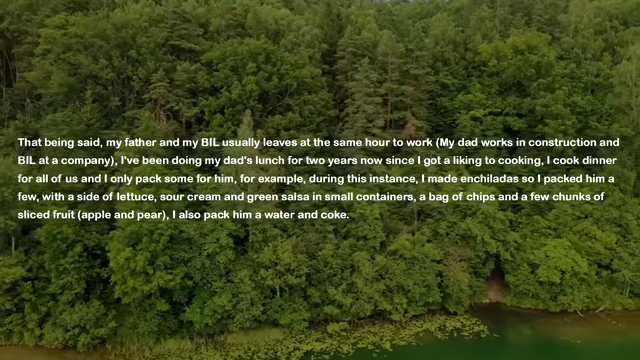 That being said, my father and my BIL usually leaves at the same hour to work (My dad works in construction and
BIL at a company), I've been doing my dad's lunch for two years now since I got a liking to cooking, I cook dinner
for all of us and I only pack some for him, for example, during this instance, I made enchiladas so I packed him a
few, with a side of lettuce, sour cream and green salsa in small containers, a bag of chips and a few chunks of
sliced fruit (apple and pear), I also pack him a water and coke.